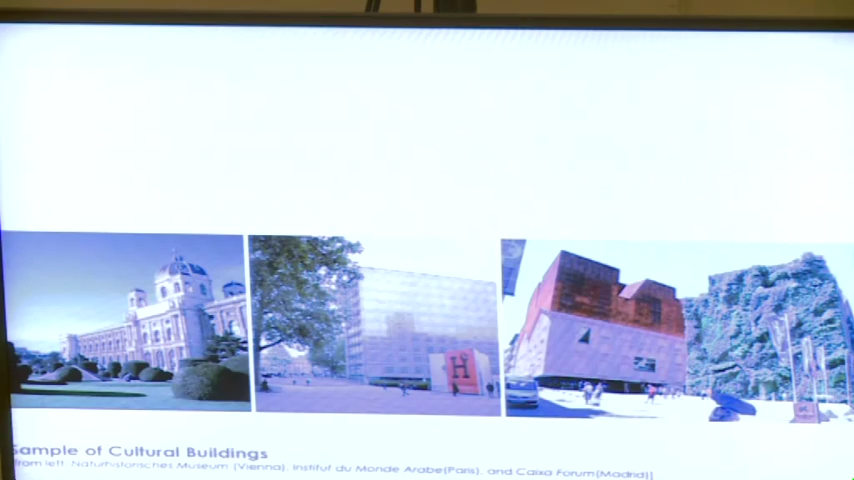 H
Sample of Cultural Buildings
from left: Naturhistorisches Museum (Vienna), Institut du Monde Arabe(Paris), and Caixa Forum(Madrid)]